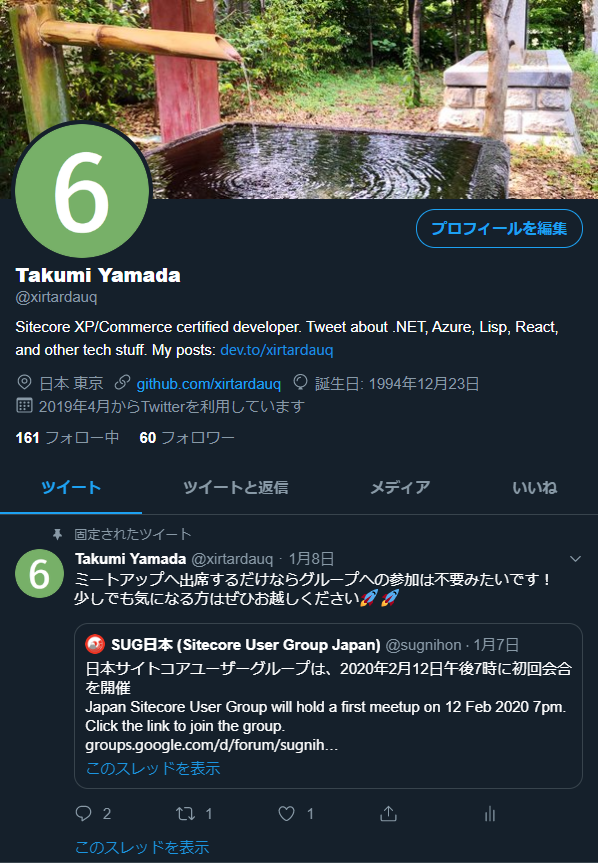 6
プロフィールを編集
Takumi Yamada
@xirtardauq
Sitecore XP/Commerce certified developer. Tweet about .NET, Azure, Lisp, React,
and other tech stuff. My posts: dev.to/xirtardauq
日本 東京 github.com/xirtardauq 誕生日: 1994年12月23日
2019年4月からTwitterを利用しています
161 フォロー中 60 フォロワー
ツイート ツイートと返信 メディア いいね
固定されたツイート
6
Takumi Yamada @xirtardauq · 1月8日
ミートアップへ出席するだけならグループへの参加は不要みたいです！
少しでも気になる方はぜひお越しください🚀🚀
SUG日本 (Sitecore User Group Japan) @sugnihon · 1月7日
日本サイトコアユーザーグループは、2020年2月12日午後7時に初回会合
を開催
Japan Sitecore User Group will hold a first meetup on 12 Feb 2020 7pm.
Click the link to join the group.
groups.google.com/d/forum/sugnih…
このスレッドを表示
2 1 1
このスレッドを表示